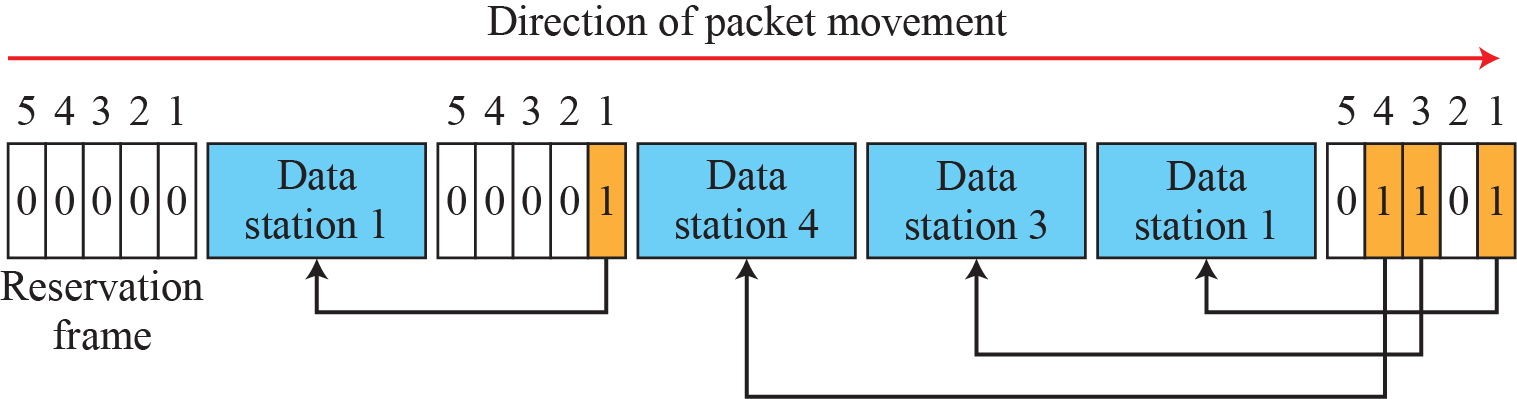 Direction of packet movement
5 4 3 2 1
5 4 3 2 1
5 4 3 2 1
0 0 0 0 0
Data
station 1
0 0 0 0 1
Data
station 4
Data
station 3
Data
station 1
0 1 1 0 1
Reservation
frame